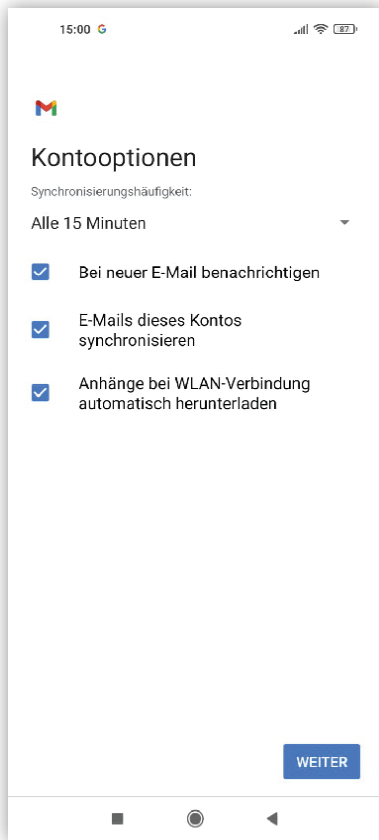 15:00 G 87
Kontooptionen
Synchronisierungshäufigkeit:
Alle 15 Minuten
Bei neuer E-Mail benachrichtigen
E-Mails dieses Kontos
synchronisieren
Anhänge bei WLAN-Verbindung
automatisch herunterladen
WEITER